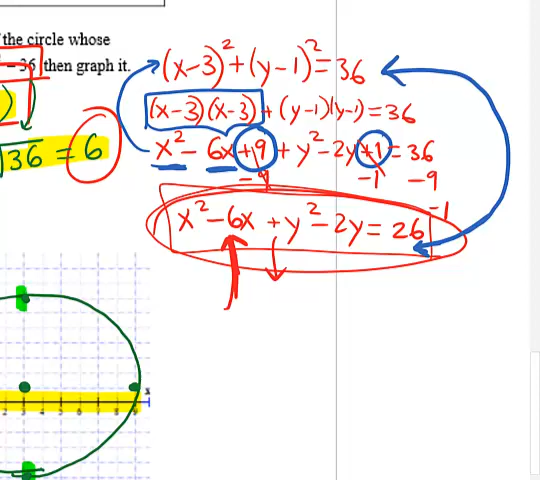 the circle whose
= 36 then graph it.
√36 = 6
(x-3)² + (y-1)² = 36
(x-3)(x-3) + (y-1)(y-1) = 36
x² - 6x + 9 + y² - 2y + 1 = 36
-9 -1 -9
-1
x² - 6x + y² - 2y = 26